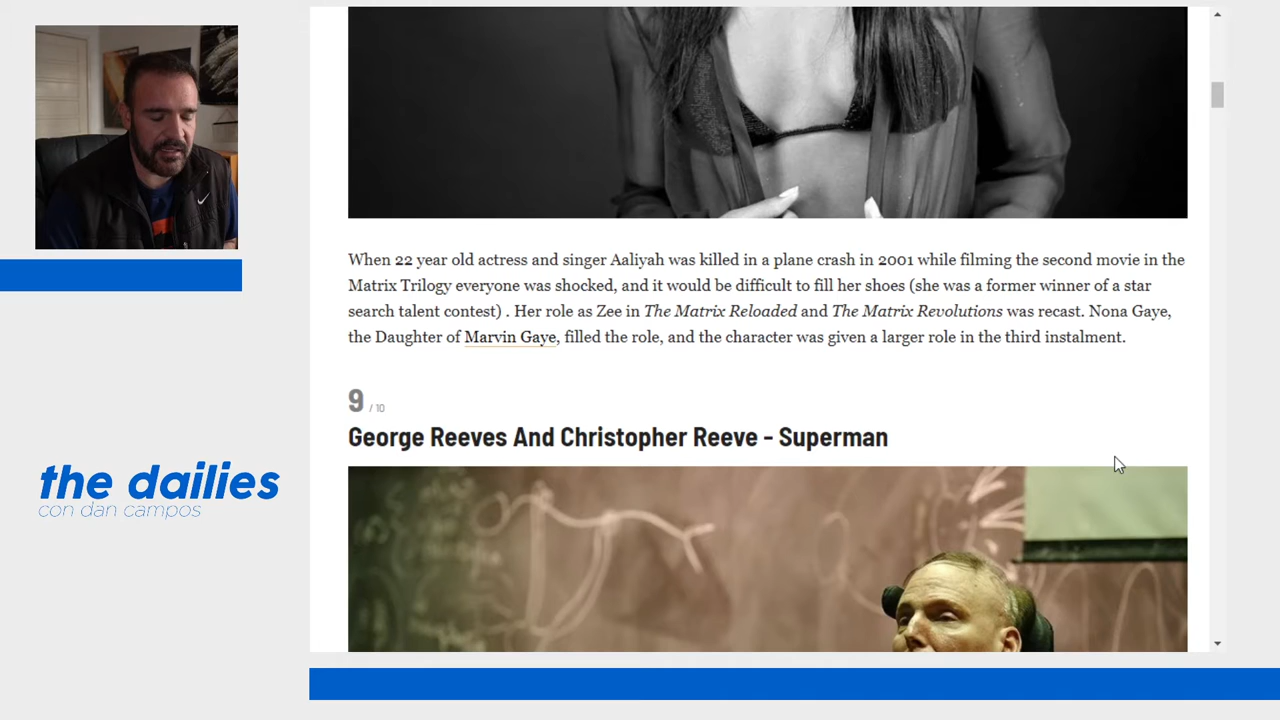 When 22 year old actress and singer Aaliyah was killed in a plane crash in 2001 while filming the second movie in the
Matrix Trilogy everyone was shocked, and it would be difficult to fill her shoes (she was a former winner of a star
search talent contest) . Her role as Zee in The Matrix Reloaded and The Matrix Revolutions was recast. Nona Gaye,
the Daughter of Marvin Gaye, filled the role, and the character was given a larger role in the third instalment.
9 / 10
George Reeves And Christopher Reeve - Superman
the dailies
con dan campos